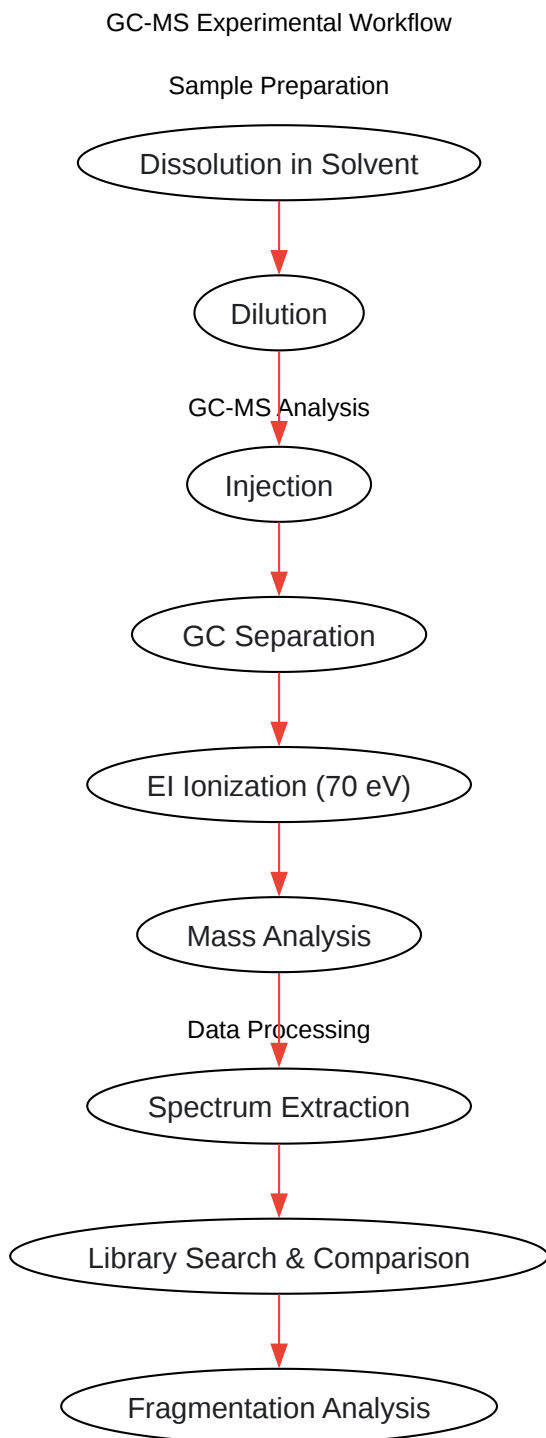 GC-MS Experimental Workflow
Sample Preparation
Dissolution in Solvent
Dilution
GC-MS Analysis
Injection
GC Separation
EI Ionization (70 eV)
Mass Analysis
Data Processing
Spectrum Extraction
Library Search & Comparison
Fragmentation Analysis